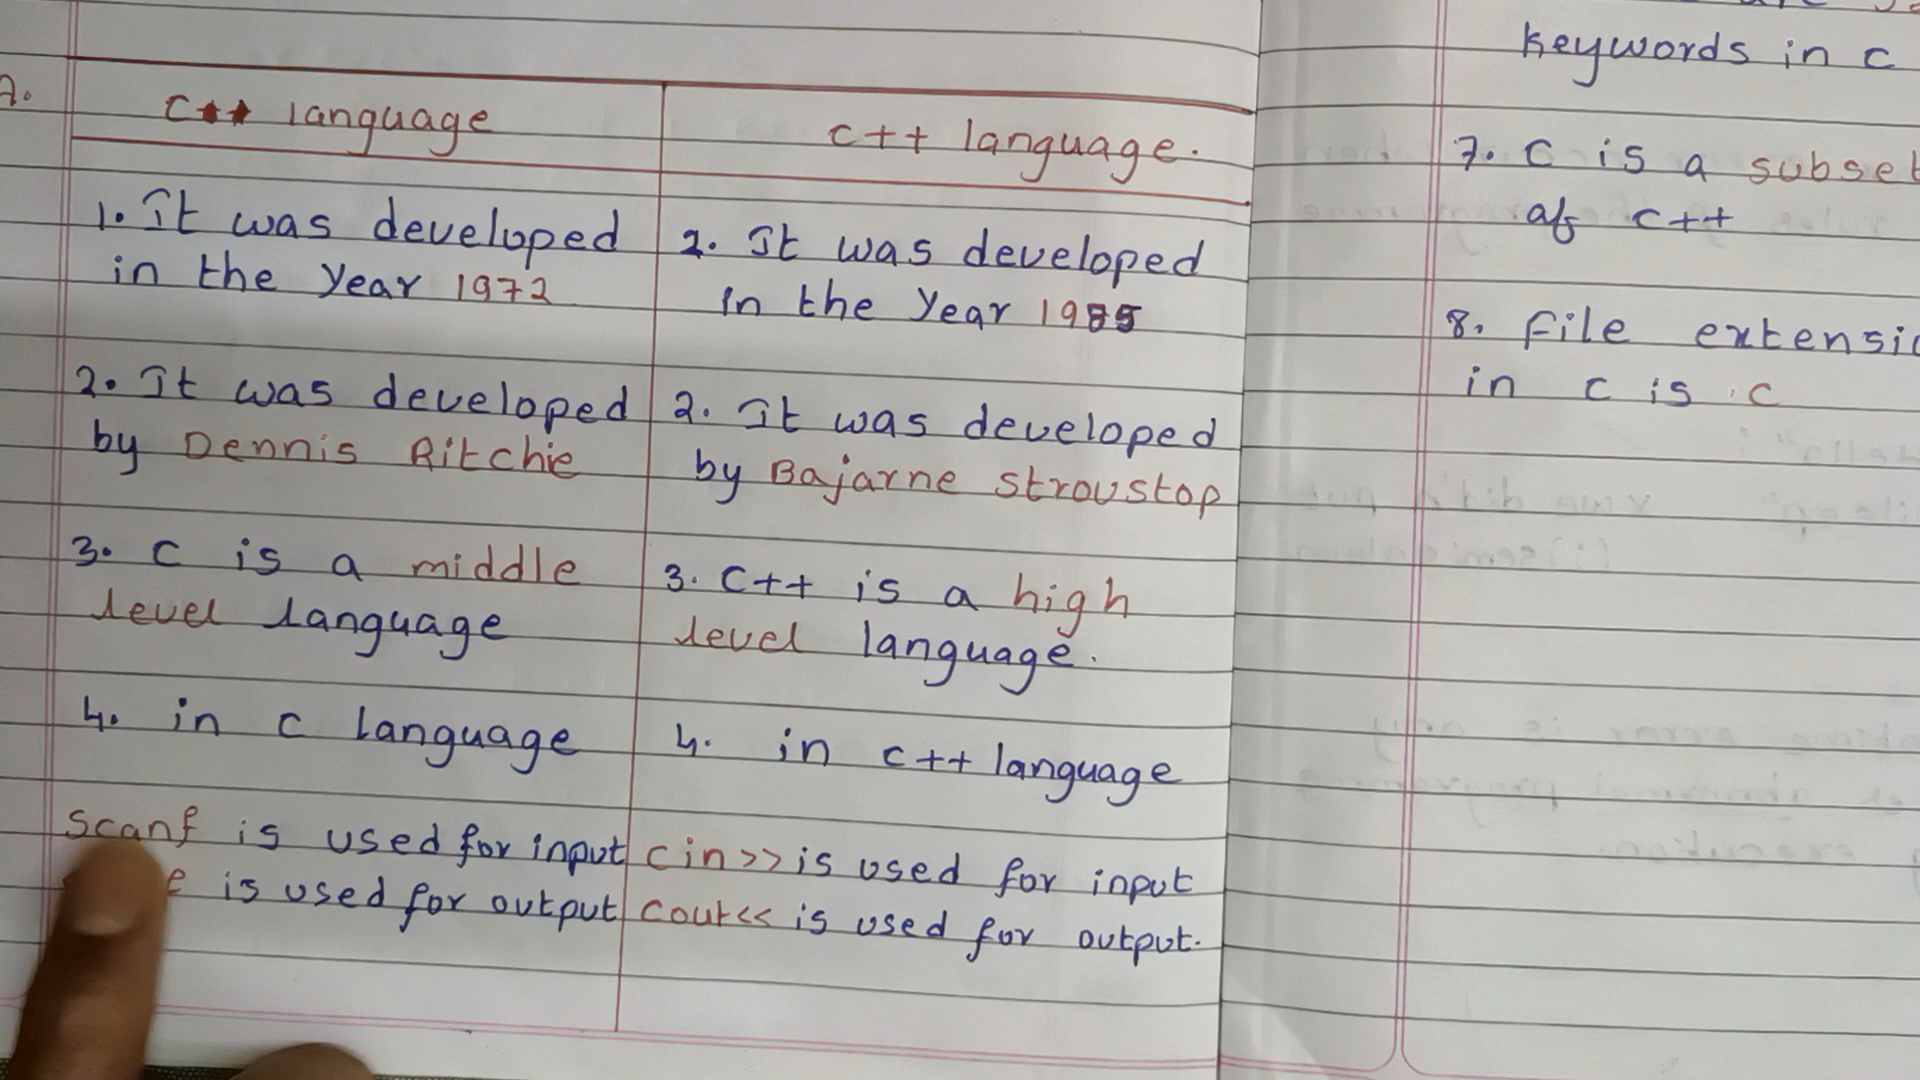 A.
C language
c++ language.
1. It was developed
in the year 1972
1. It was developed
in the year 1985
2. It was developed
by Dennis Ritchie
2. It was developed
by Bajarne Stroustop
3. C is a middle
level language
3. C++ is a high
level language.
4. in c language
4. in c++ language
scanf is used for input
is used for output
cin>> is used for input
cout<< is used for output.
keywords in c
7. C is a subset
of c++
8. File
in c is .c